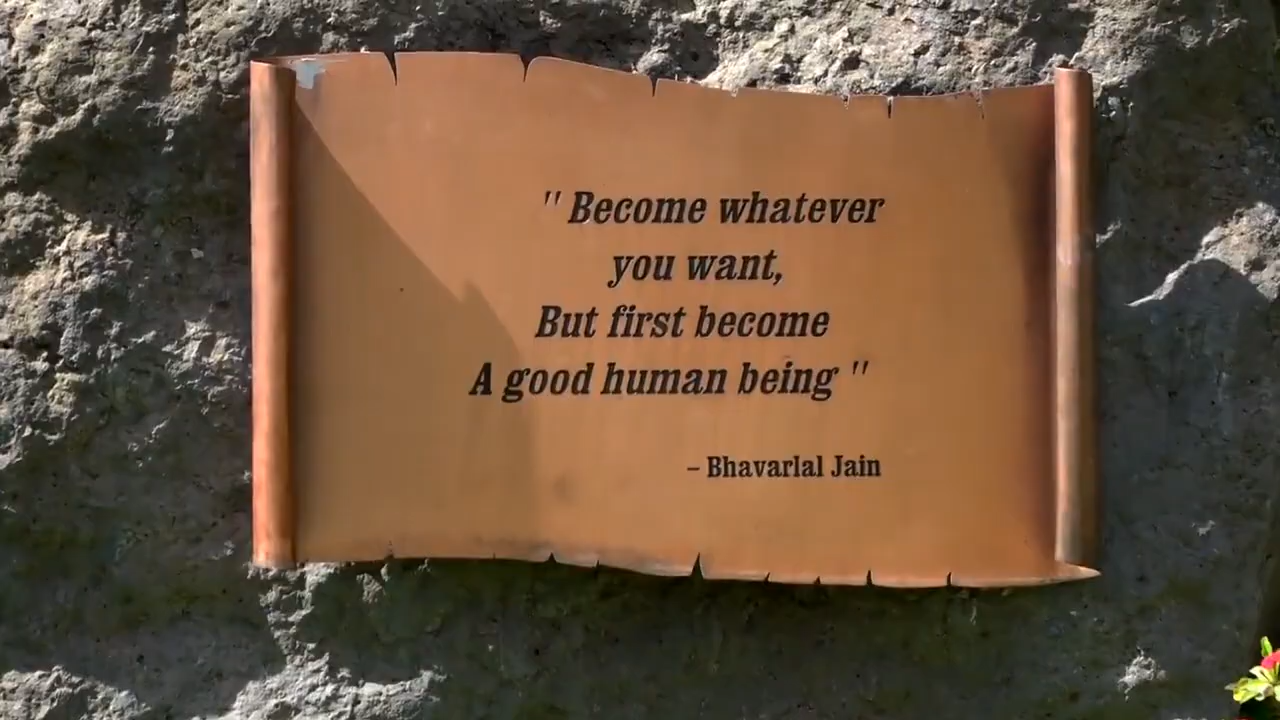 " Become whatever
you want,
But first become
A good human being "
– Bhavarlal Jain